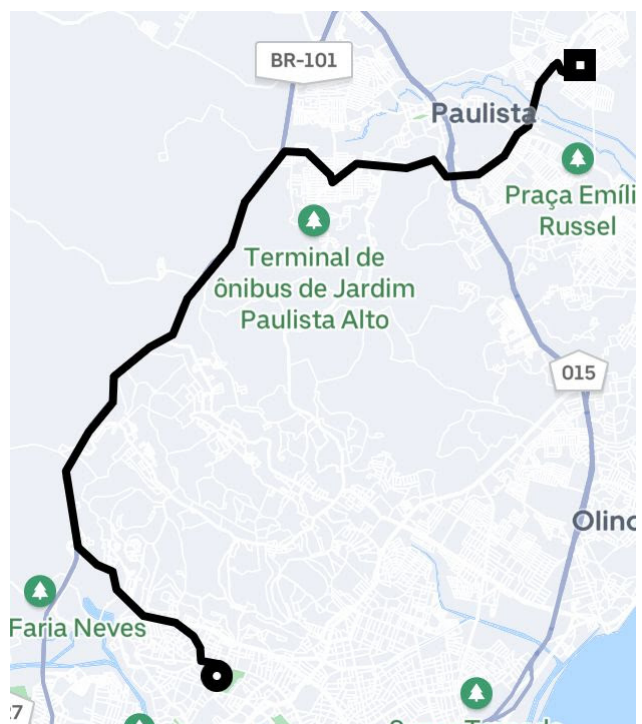 BR-101
Paulista
Praça Emíli
Russel
Terminal de
ônibus de Jardim
Paulista Alto
015
Olinc
Faria Neves